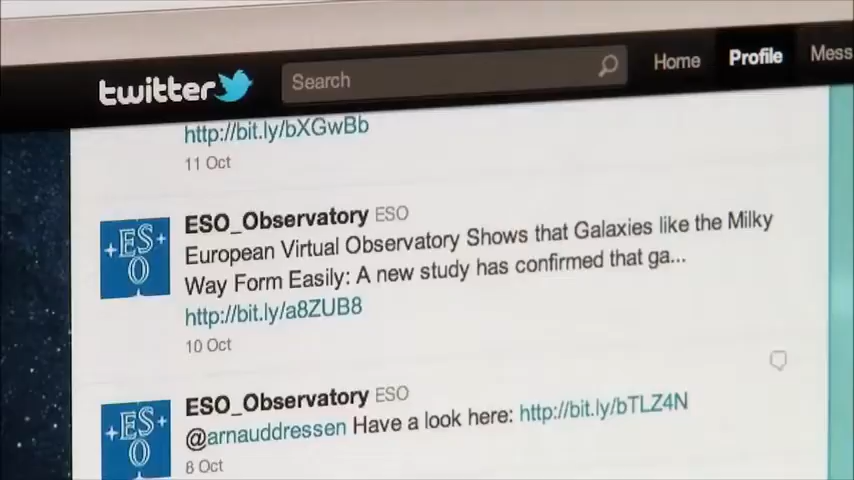 twitter Search Home Profile Mess
http://bit.ly/bXGwBb
11 Oct
ESO_Observatory ESO
European Virtual Observatory Shows that Galaxies like the Milky
Way Form Easily: A new study has confirmed that ga...
http://bit.ly/a8ZUB8
10 Oct
ESO_Observatory ESO
@arnauddressen Have a look here: http://bit.ly/bTLZ4N
8 Oct
ESO
ESO